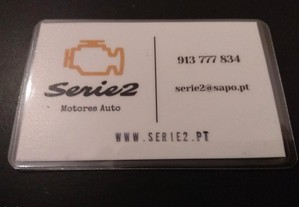 Serie2
Motores Auto
913 777 834
serie2@sapo.pt
WWW.SERIE2.PT